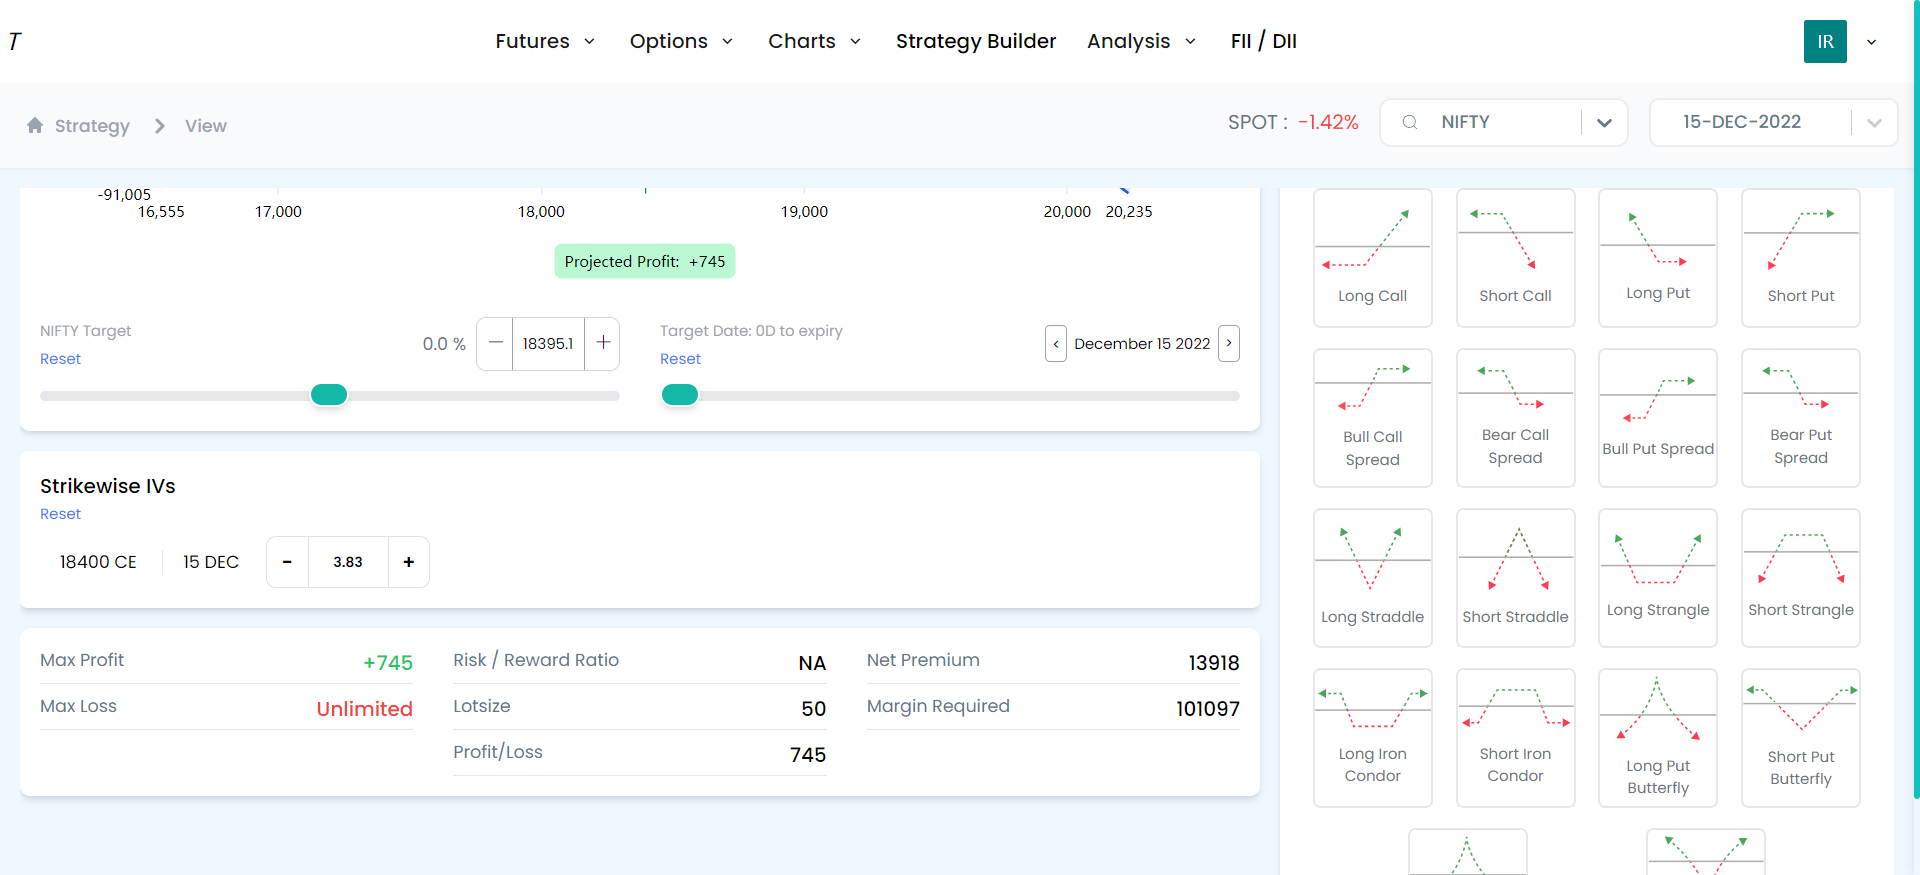 T
Futures Options Charts Strategy Builder Analysis FII / DII
IR
Strategy View
SPOT : -1.42% NIFTY 15-DEC-2022
-91,005
16,555 17,000 18,000 19,000 20,000 20,235
Projected Profit: +745
NIFTY Target
Reset
0.0 % − 18395.1 +
Target Date: 0D to expiry
Reset
‹ December 15 2022 ›
Strikewise IVs
Reset
18400 CE 15 DEC - 3.83 +
Max Profit +745
Max Loss Unlimited
Risk / Reward Ratio NA
Lotsize 50
Profit/Loss 745
Net Premium 13918
Margin Required 101097
Long Call
Short Call
Long Put
Short Put
Bull Call
Spread
Bear Call
Spread
Bull Put Spread
Bear Put
Spread
Long Straddle
Short Straddle
Long Strangle
Short Strangle
Long Iron
Condor
Short Iron
Condor
Long Put
Butterfly
Short Put
Butterfly